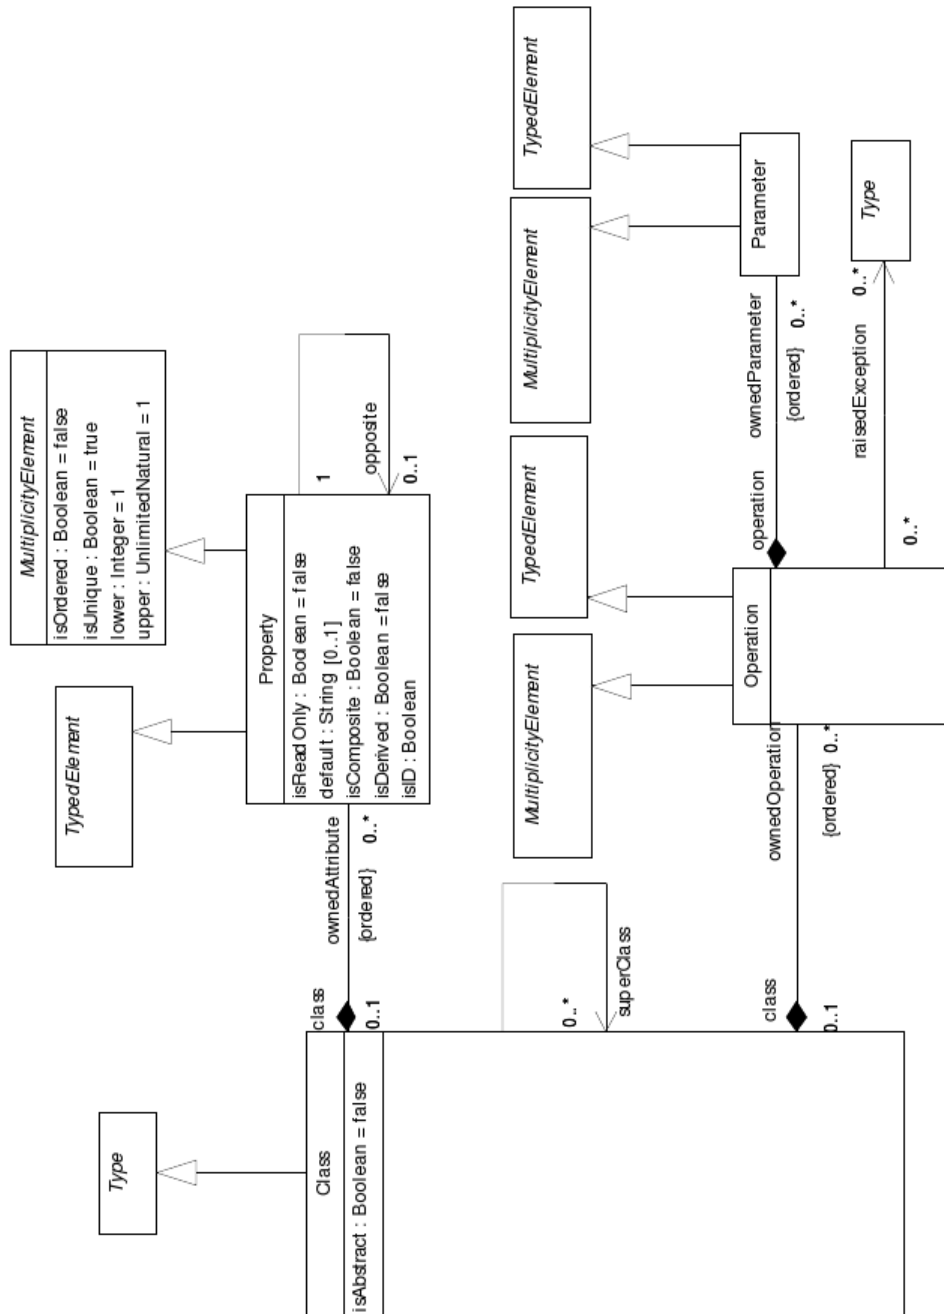 Type
Class
isAbstract : Boolean = false
class
0..1
ownedAttribute
{ordered}
0..*
TypedElement
MultiplicityElement
isOrdered : Boolean = false
isUnique : Boolean = true
lower : Integer = 1
upper : UnlimitedNatural = 1
Property
isReadOnly : Boolean = false
default : String [0..1]
isComposite : Boolean = false
isDerived : Boolean = false
isID : Boolean
1
opposite
0..1
0..*
superClass
class
0..1
ownedOperation
{ordered}
0..*
MultiplicityElement
TypedElement
Operation
operation
ownedParameter
{ordered}
0..*
MultiplicityElement
TypedElement
Parameter
0..*
raisedException
0..*
Type